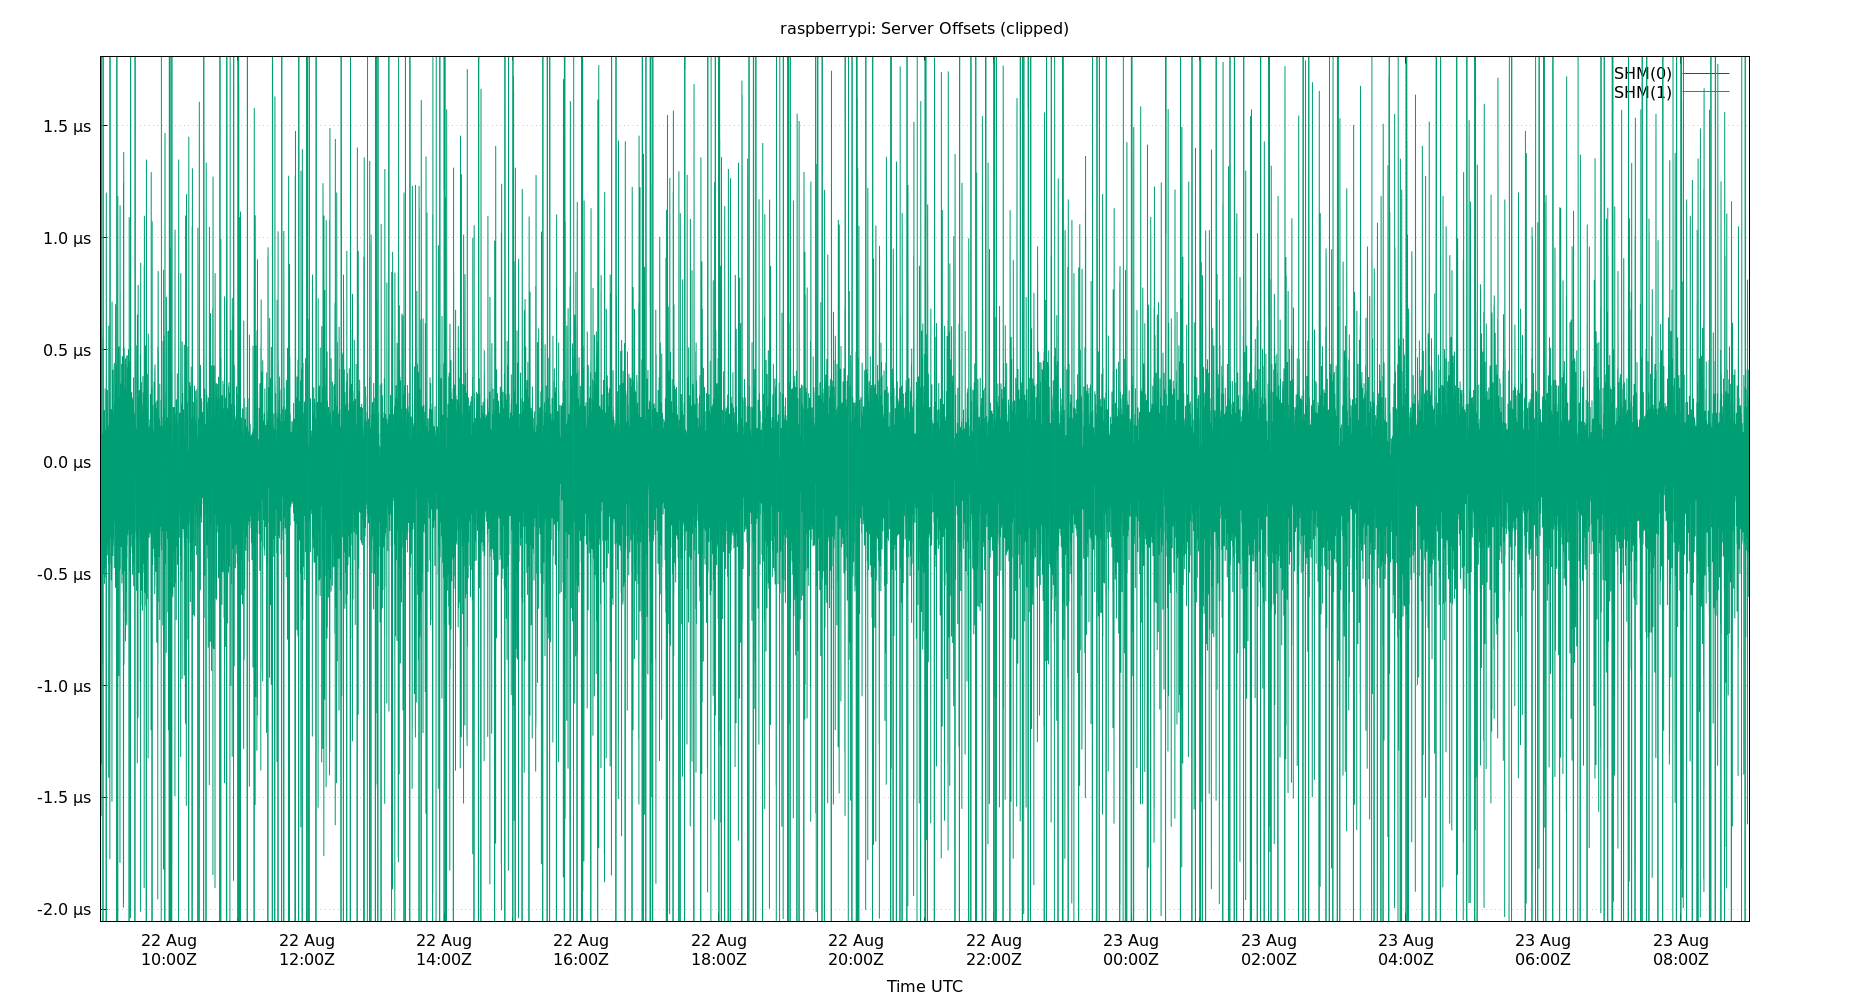 raspberrypi: Server Offsets (clipped)
SHM(0)
SHM(1)
1.5 µs
1.0 µs
0.5 µs
0.0 µs
-0.5 µs
-1.0 µs
-1.5 µs
-2.0 µs
22 Aug 22 Aug 22 Aug 22 Aug 22 Aug 22 Aug 22 Aug 23 Aug 23 Aug 23 Aug 23 Aug 23 Aug
10:00Z 12:00Z 14:00Z 16:00Z 18:00Z 20:00Z 22:00Z 00:00Z 02:00Z 04:00Z 06:00Z 08:00Z
Time UTC